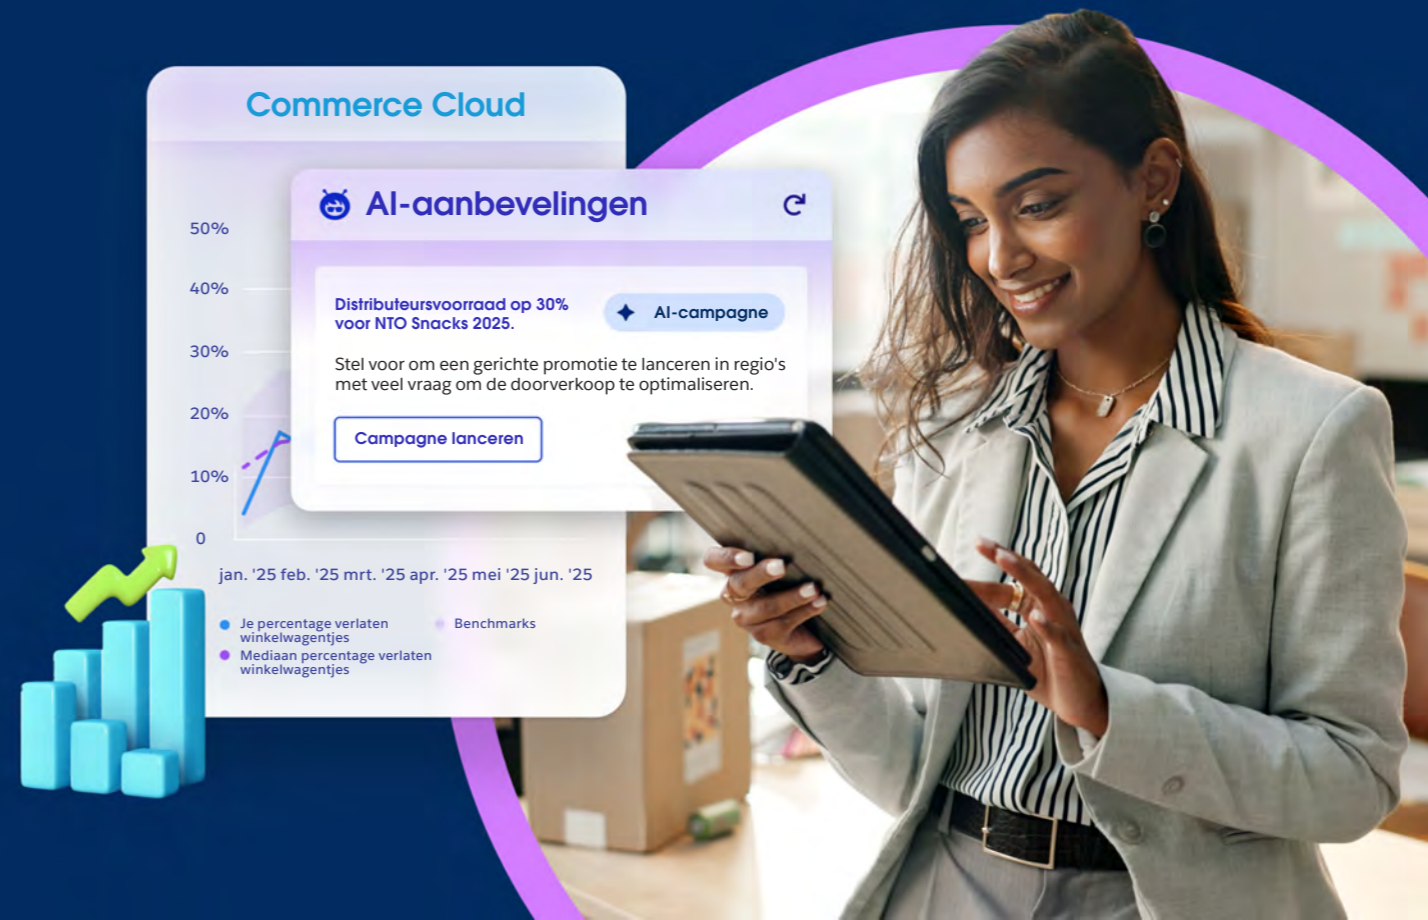 Commerce Cloud
AI-aanbevelingen
50%
40%
30%
20%
10%
0
Distributeursvoorraad op 30%
voor NTO Snacks 2025.
AI-campagne
Stel voor om een gerichte promotie te lanceren in regio's
met veel vraag om de doorverkoop te optimaliseren.
Campagne lanceren
jan. '25 feb. '25 mrt. '25 apr. '25 mei '25 jun. '25
Je percentage verlaten
winkelwagentjes
Benchmarks
Mediaan percentage verlaten
winkelwagentjes